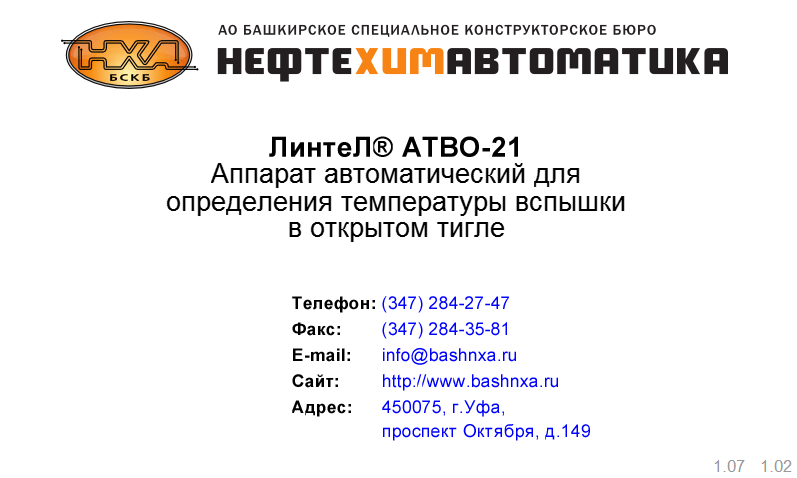 АО БАШКИРСКОЕ СПЕЦИАЛЬНОЕ КОНСТРУКТОРСКОЕ БЮРО
НХА
БСКБ
НЕФТЕХИМАВТОМАТИКА
ЛинтеЛ® АТВО-21
Аппарат автоматический для
определения температуры вспышки
в открытом тигле
Телефон: (347) 284-27-47
Факс: (347) 284-35-81
E-mail: info@bashnxa.ru
Сайт: http://www.bashnxa.ru
Адрес: 450075, г.Уфа,
проспект Октября, д.149
1.07 1.02